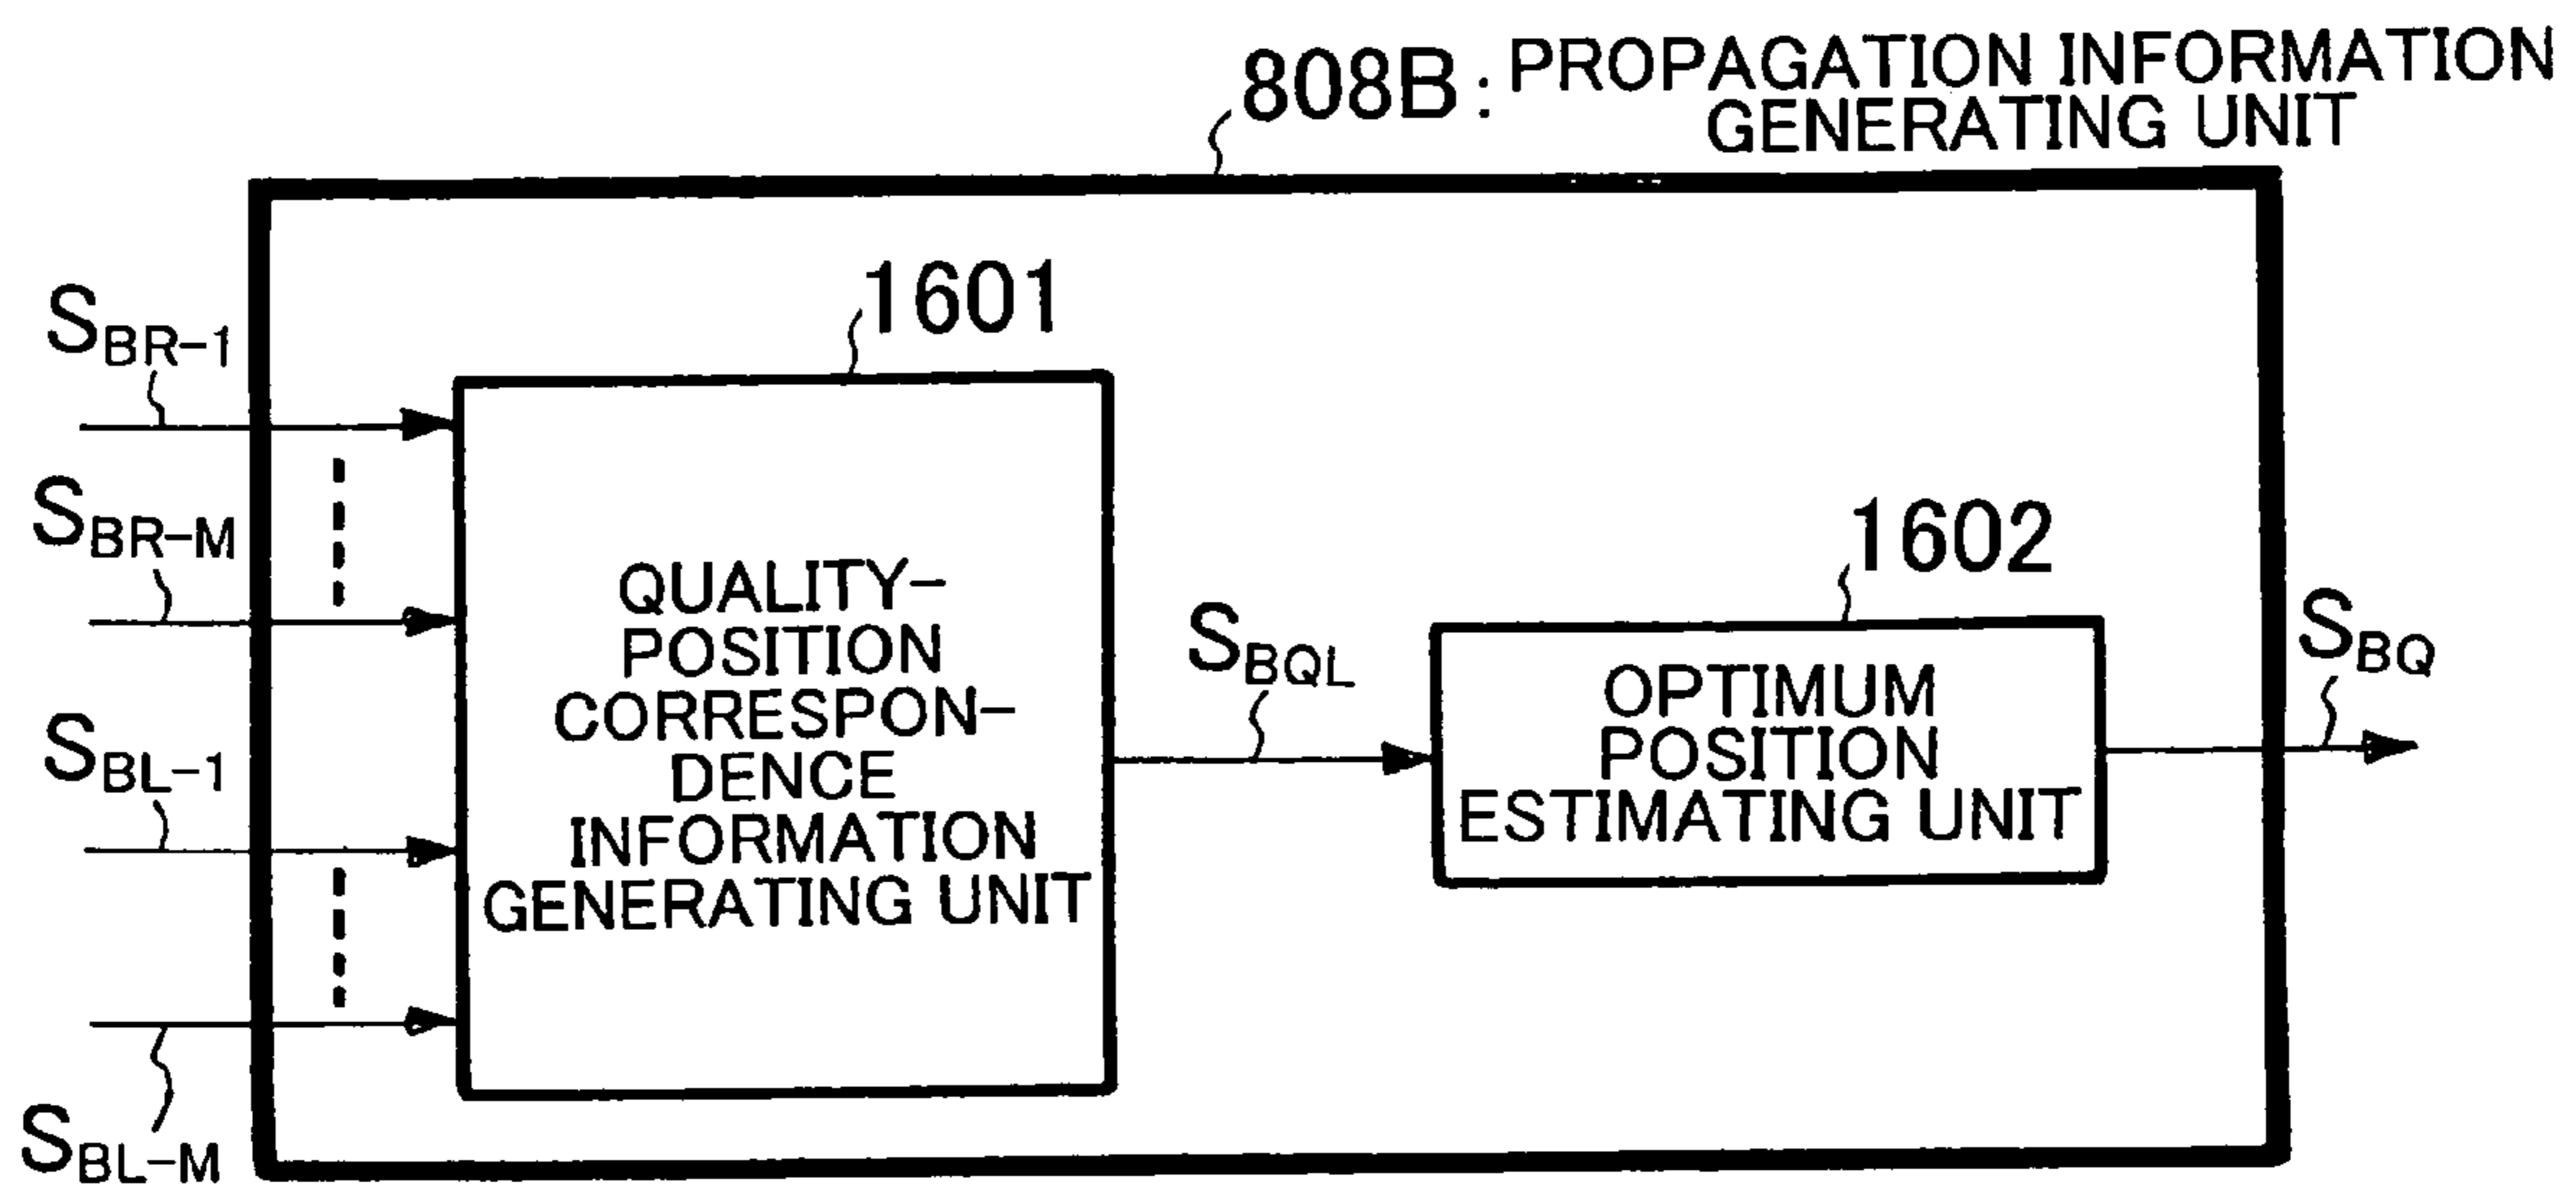 808B : PROPAGATION INFORMATION
GENERATING UNIT
1601
SBR-1
SBR-M
SBL-1
SBL-M
QUALITY-
POSITION
CORRESPON-
DENCE
INFORMATION
GENERATING UNIT
SBQL
1602
OPTIMUM
POSITION
ESTIMATING UNIT
SBQ